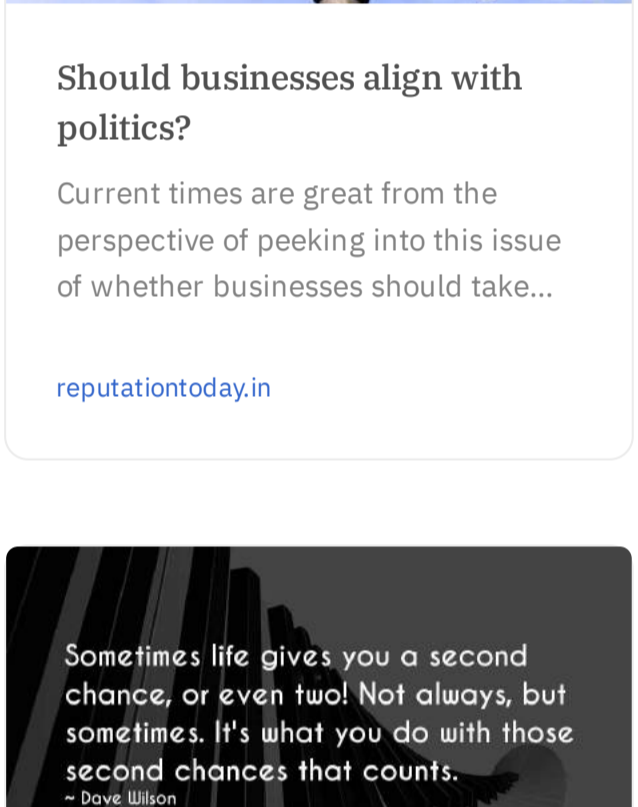 Should businesses align with
politics?
Current times are great from the
perspective of peeking into this issue
of whether businesses should take...
reputationtoday.in
Sometimes life gives you a second
chance, or even two! Not always, but
sometimes. It's what you do with those
second chances that counts.
~ Dave Wilson